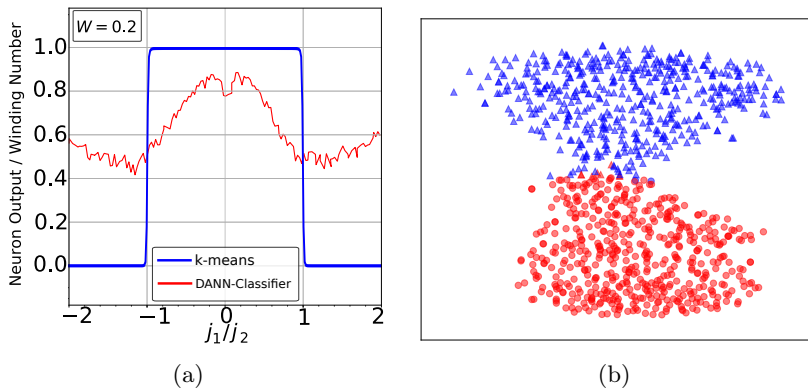 W = 0.2
Neuron Output / Winding Number
1.0
0.8
0.6
0.4
0.2
0.0
k-means
DANN-Classifier
−2
−1
0
1
2
j₁/j₂
(a)
(b)